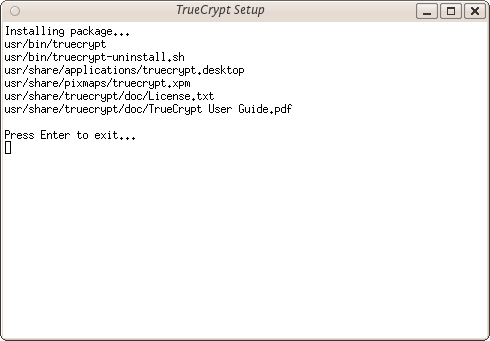 TrueCrypt Setup
Installing package...
usr/bin/truecrypt
usr/bin/truecrypt-uninstall.sh
usr/share/applications/truecrypt.desktop
usr/share/pixmaps/truecrypt.xpm
usr/share/truecrypt/doc/License.txt
usr/share/truecrypt/doc/TrueCrypt User Guide.pdf
Press Enter to exit...